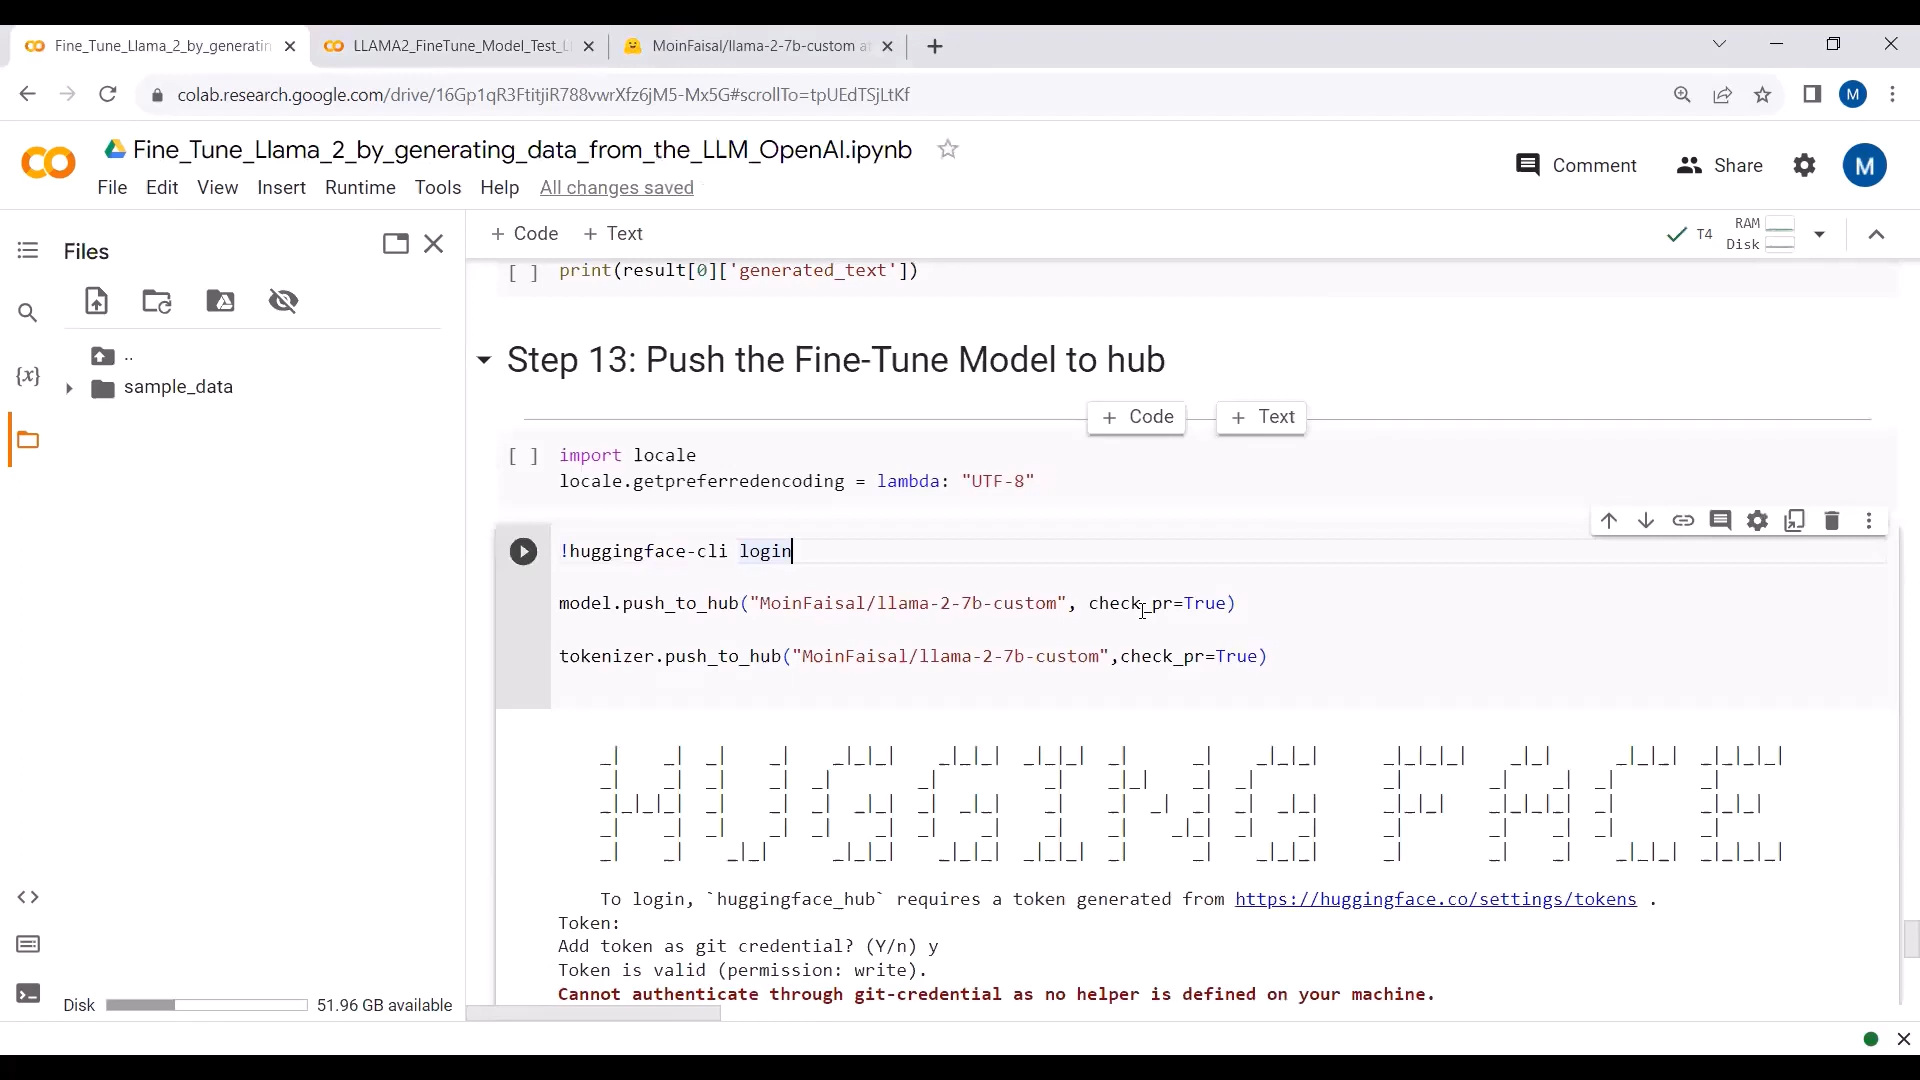 Fine_Tune_Llama_2_by_generatin
LLAMA2_FineTune_Model_Test_L
MoinFaisal/llama-2-7b-custom at
colab.research.google.com/drive/16Gp1qR3FtitjiR788vwrXfz6jM5-Mx5G#scrollTo=tpUEdTSjLtKf
M
Fine_Tune_Llama_2_by_generating_data_from_the_LLM_OpenAI.ipynb
Comment
Share
M
File Edit View Insert Runtime Tools Help All changes saved
Files
+ Code + Text
T4
RAM
Disk
..
sample_data
{x}
[ ] print(result[0]['generated_text'])
Step 13: Push the Fine-Tune Model to hub
+ Code
+ Text
[ ] import locale
locale.getpreferredencoding = lambda: "UTF-8"
!huggingface-cli login
model.push_to_hub("MoinFaisal/llama-2-7b-custom", check_pr=True)
tokenizer.push_to_hub("MoinFaisal/llama-2-7b-custom",check_pr=True)
HUGGING FACE
To login, `huggingface_hub` requires a token generated from https://huggingface.co/settings/tokens .
Token:
Add token as git credential? (Y/n) y
Token is valid (permission: write).
Cannot authenticate through git-credential as no helper is defined on your machine.
Disk
51.96 GB available